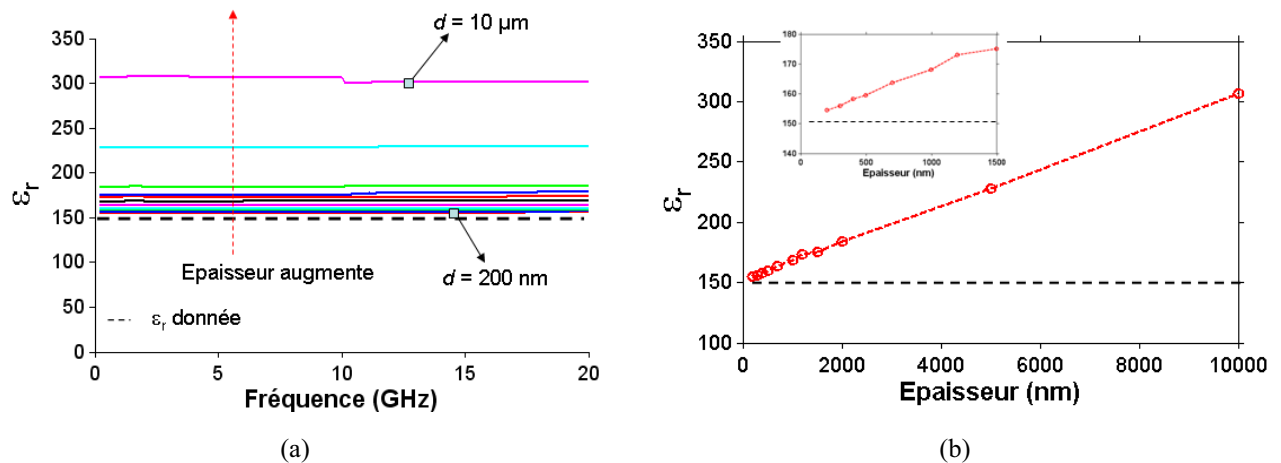 350
300
250
200
150
100
50
0
εr
d = 10 µm
Epaisseur augmente
d = 200 nm
εr donnée
0 5 10 15 20
Fréquence (GHz)
(a)
350
300
250
200
150
100
εr
180
170
160
150
140
0 500 1000 1500
Epaisseur (nm)
0 2000 4000 6000 8000 10000
Epaisseur (nm)
(b)